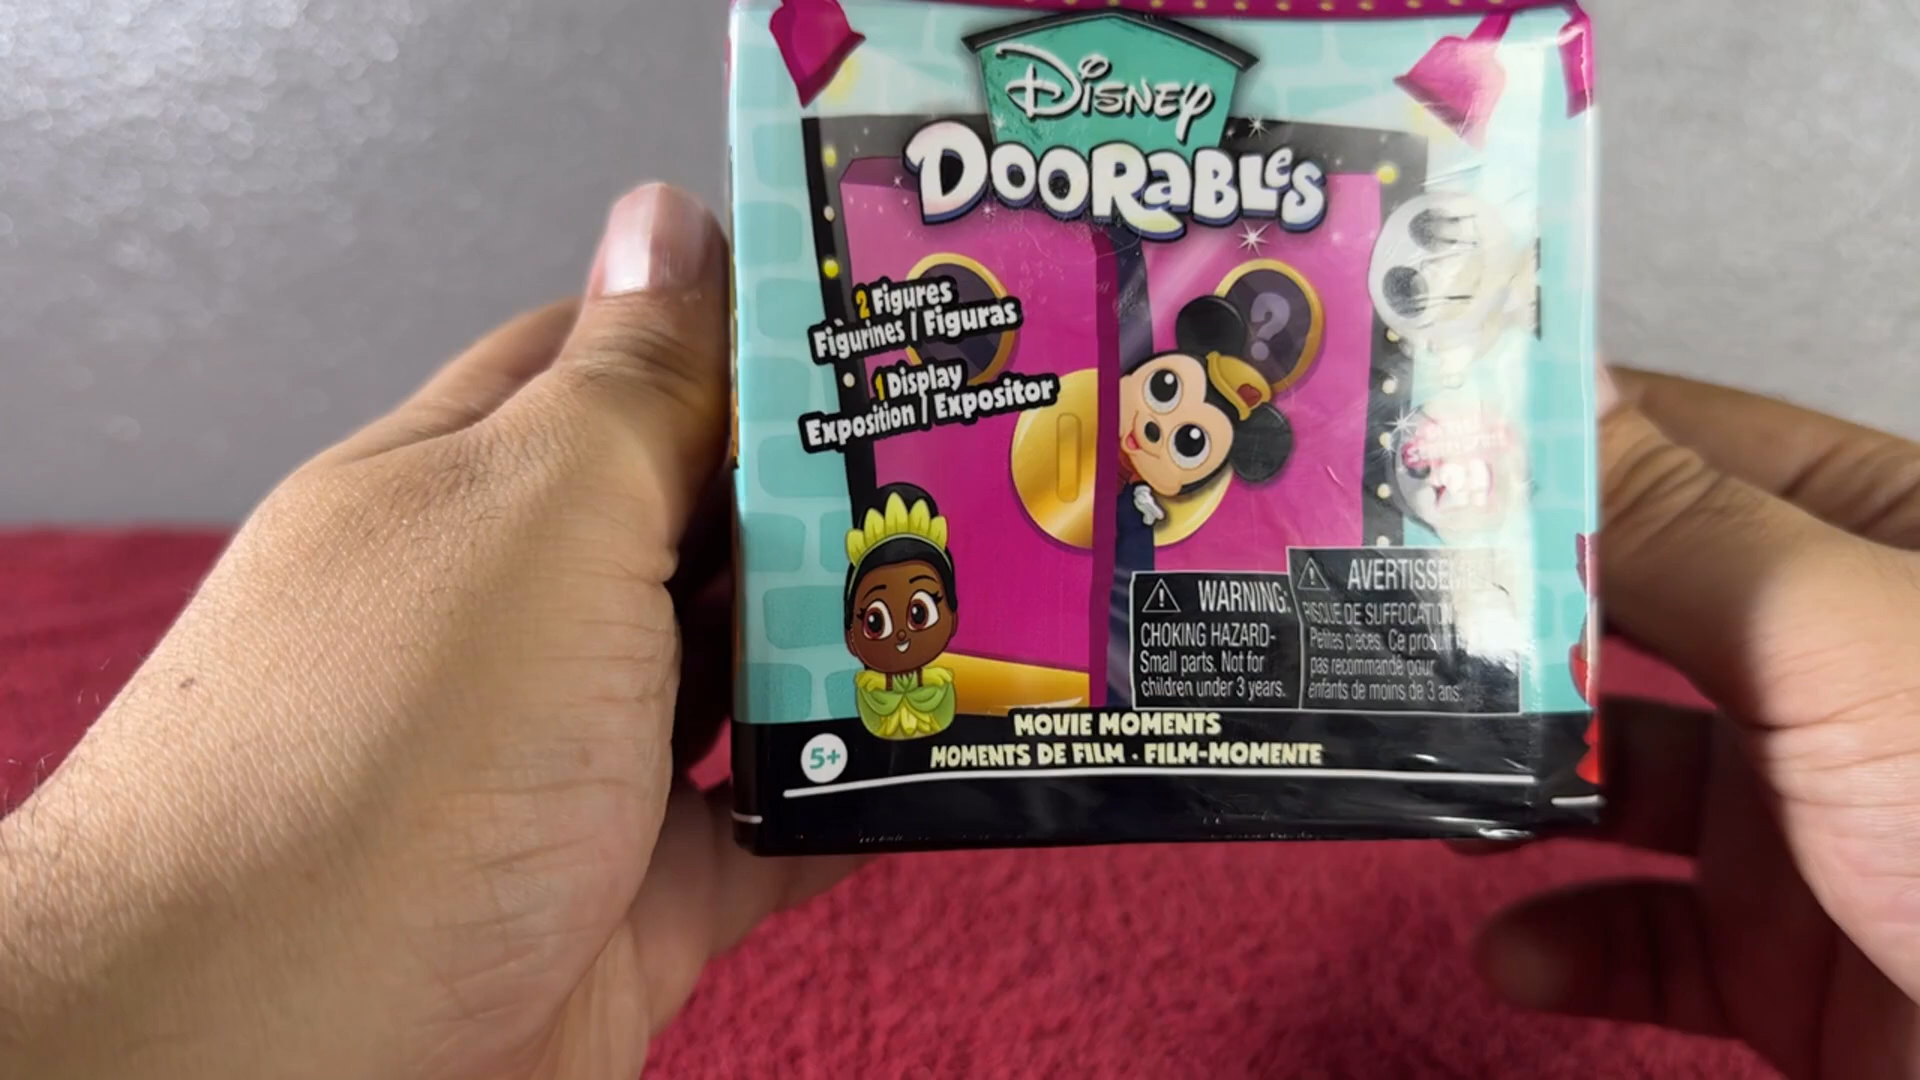 Disney
DOORABLES
2 Figures
Figurines | Figuras
1 Display
Exposition | Expositor
?
WARNING:
CHOKING HAZARD-
Small parts. Not for
children under 3 years.
RISQUE DE SUFFOCATION
Petites pièces. Ce produit
pas recommandé pour
enfants de moins de 3 ans.
MOVIE MOMENTS
MOMENTS DE FILM · FILM-MOMENTE
5+